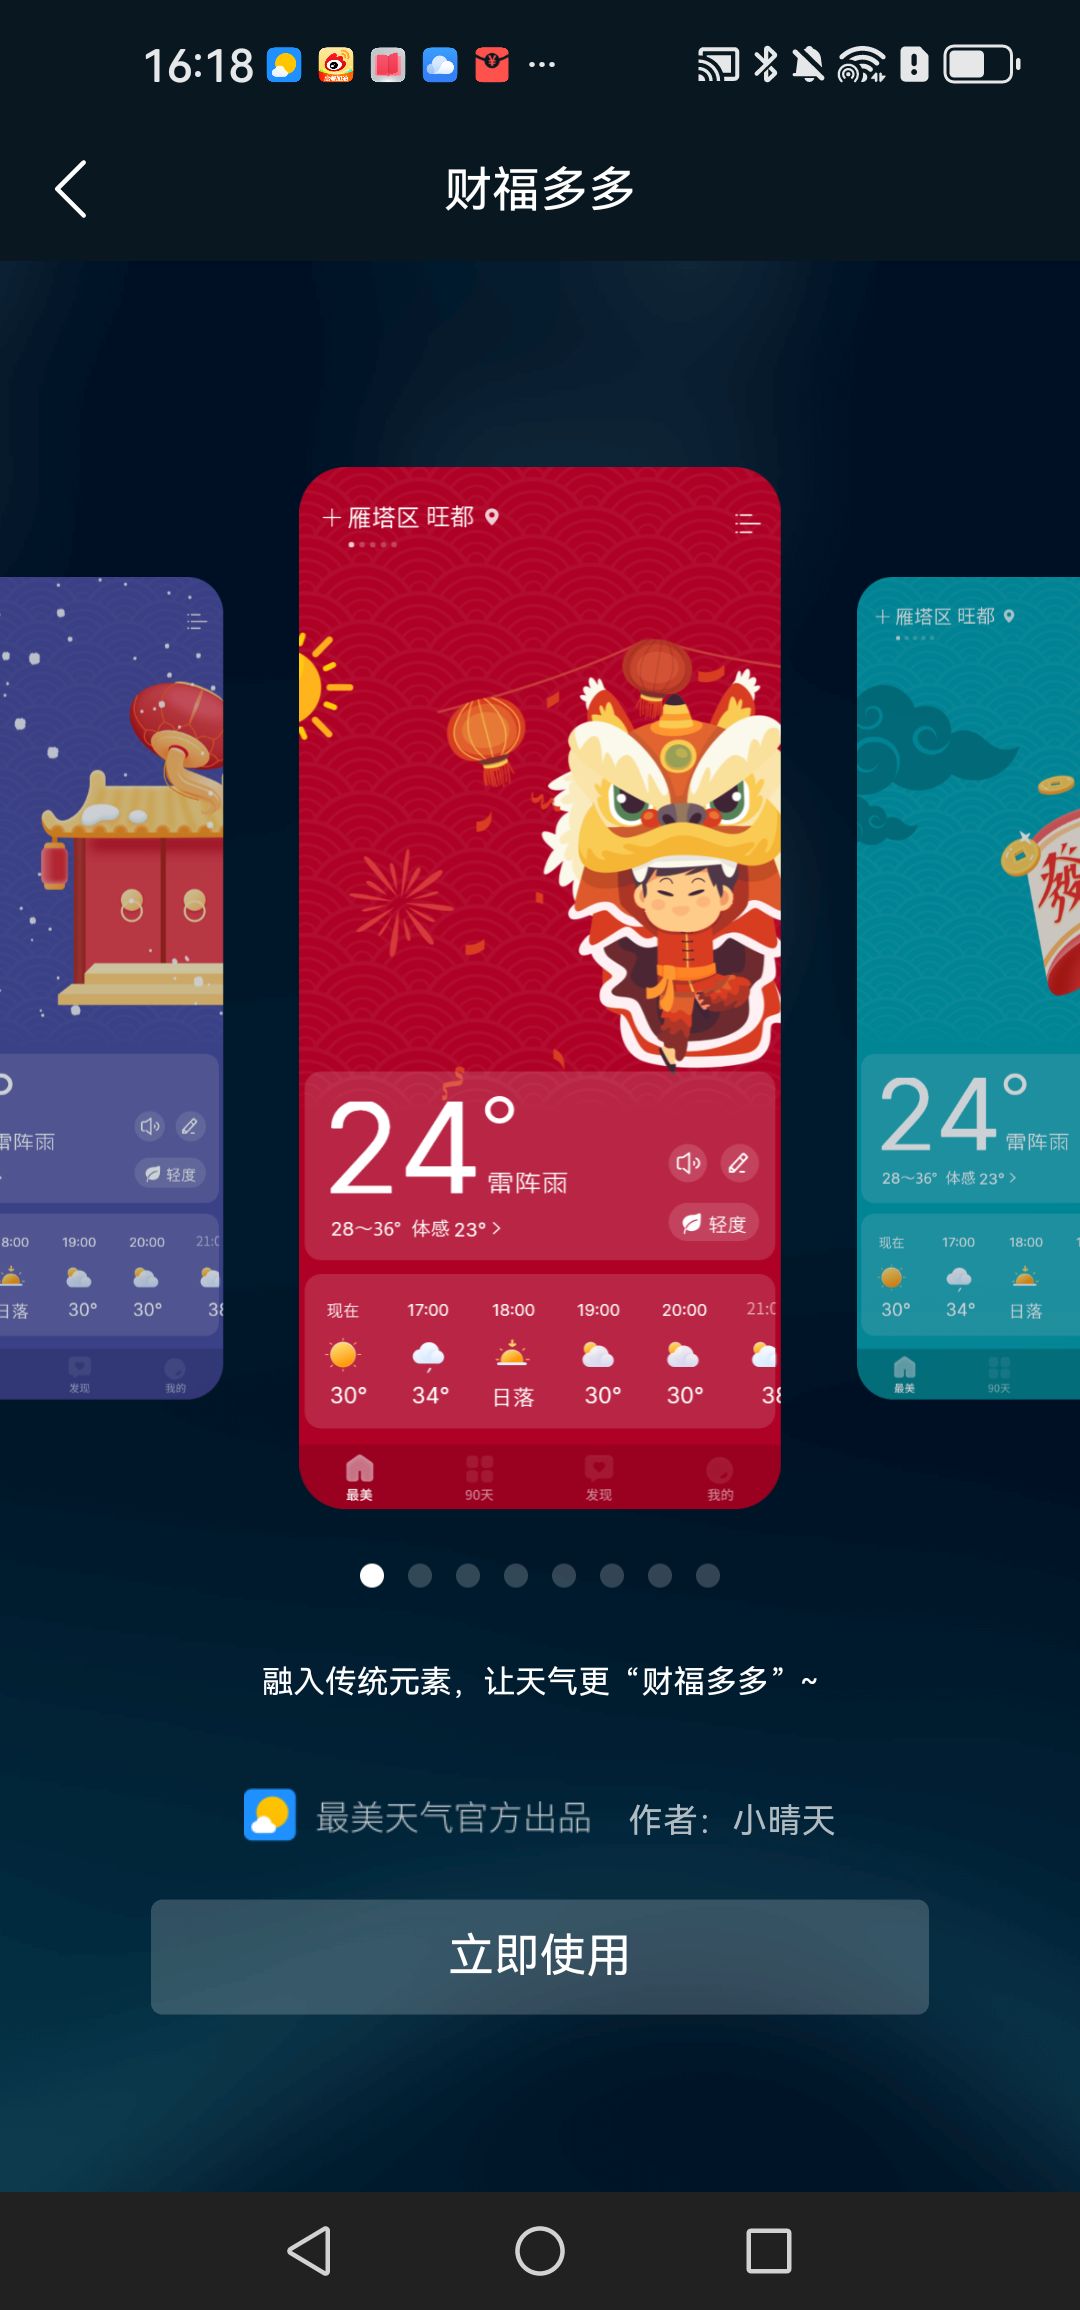 16:18
财福多多
雁塔区 旺都
24°
雷阵雨
28～36° 体感 23° >
轻度
现在 17:00 18:00 19:00 20:00
30° 34° 日落 30° 30° 38
最美 90天 发现 我的
雷阵雨
轻度
8:00 19:00 20:00
日落 30° 30° 38
发现 我的
雁塔区 旺都
發
24°
雷阵雨
28～36° 体感 23° >
现在 17:00 18:00
30° 34° 日落
最美 90天
融入传统元素，让天气更“财福多多”~
最美天气官方出品 作者：小晴天
立即使用